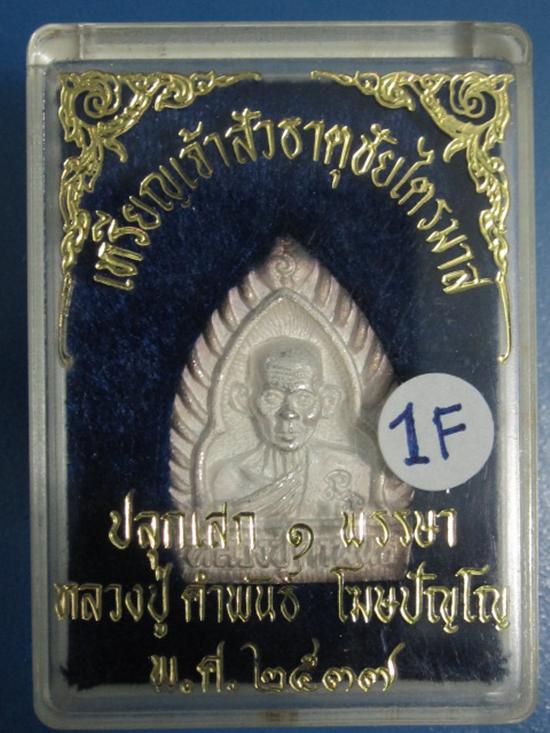 เหรียญเจ้าสัวธาตุชัยไตรมาส
1F
ปลุกเสก ๑ พรรษา
หลวงปู่คำพันธ์ โฆษปัญโญ
พ.ศ.๒๕๓๗